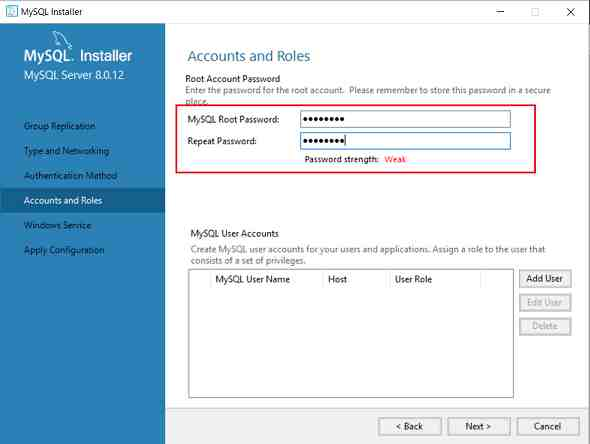 MySQL Installer
MySQL. Installer
MySQL Server 8.0.12
Group Replication
Type and Networking
Authentication Method
Accounts and Roles
Windows Service
Apply Configuration
Accounts and Roles
Root Account Password
Enter the password for the root account. Please remember to store this password in a secure
place.
MySQL Root Password: ●●●●●●●●
Repeat Password: ●●●●●●●●
Password strength: Weak
MySQL User Accounts
Create MySQL user accounts for your users and applications. Assign a role to the user that
consists of a set of privileges.
MySQL User Name Host User Role
Add User
Edit User
Delete
< Back Next > Cancel